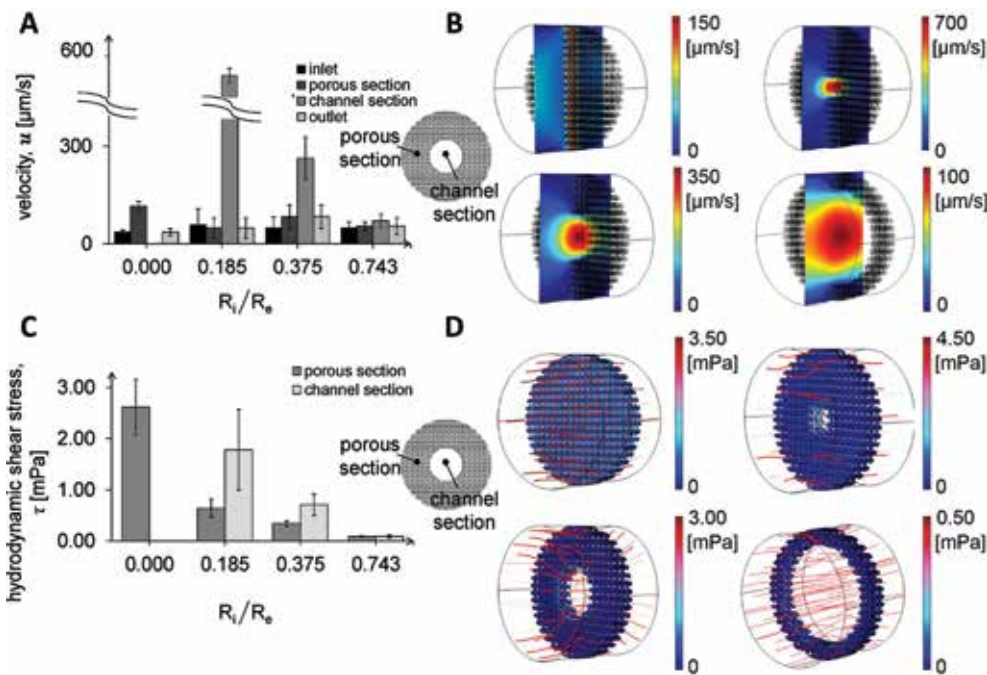 A
600
300
0
velocity, u [µm/s]
inlet
porous section
channel section
outlet
0.000 0.185 0.375 0.743
Ri/Re
porous
section
channel
section
B
150
[µm/s]
0
700
[µm/s]
0
350
[µm/s]
0
100
[µm/s]
0
C
3.00
2.00
1.00
0.00
hydrodynamic shear stress,
τ [mPa]
porous section
channel section
0.000 0.185 0.375 0.743
Ri/Re
porous
section
channel
section
D
3.50
[mPa]
0
4.50
[mPa]
0
3.00
[mPa]
0
0.50
[mPa]
0